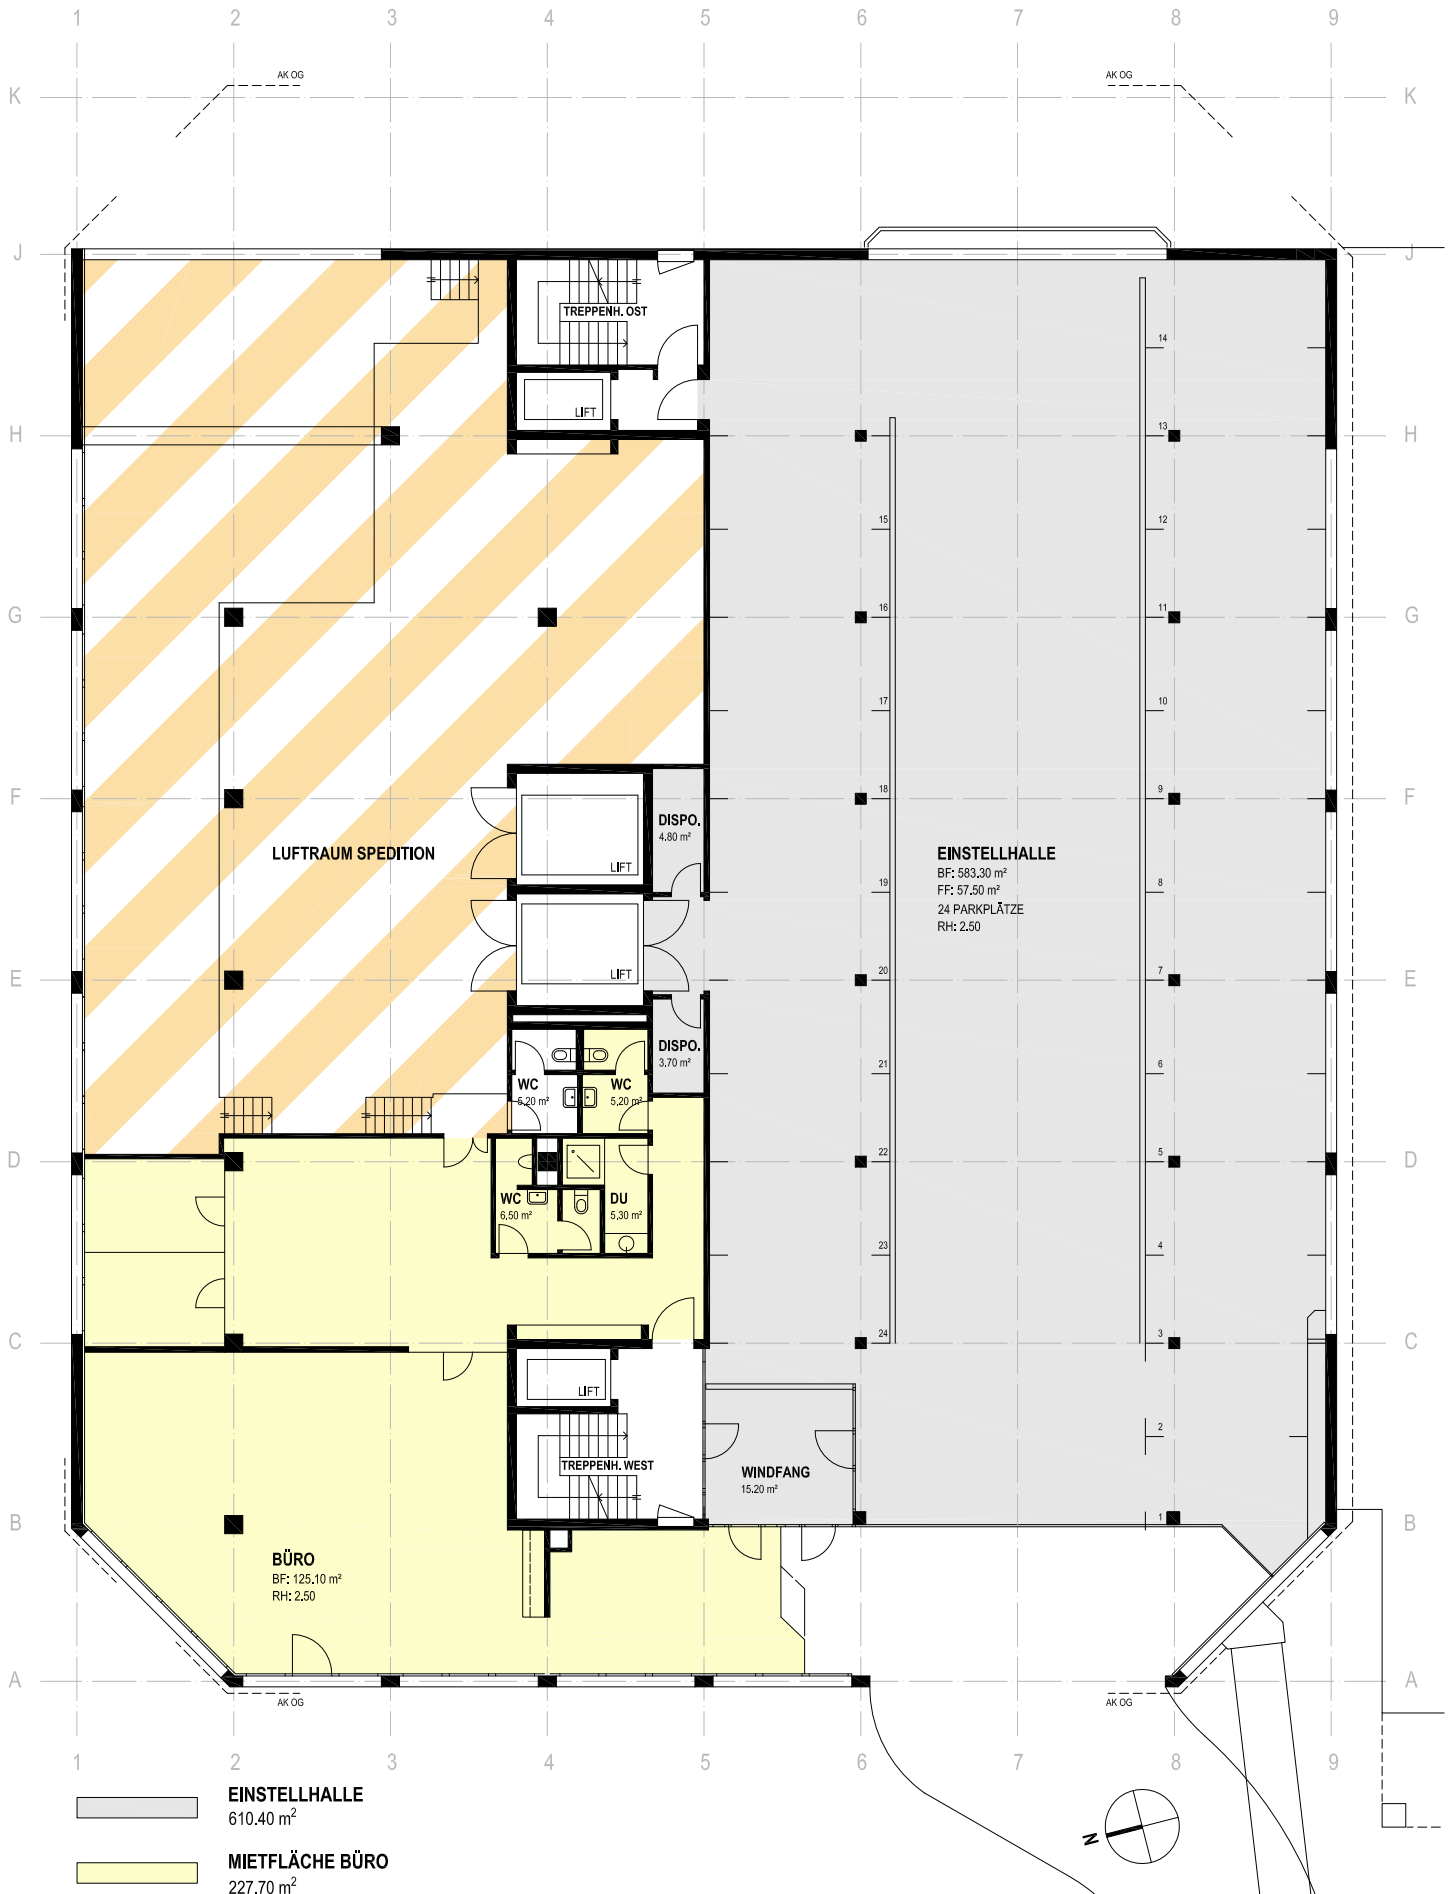 1 2 3 4 5 6 7 8 9
AK OG AK OG
K K
J J
TREPPENH. OST
14
LIFT
H 13 H
15 12
G 16 11 G
17 10
F 18 9 F
DISPO.
4.80 m²
LUFTRAUM SPEDITION
EINSTELLHALLE
BF: 583.30 m²
FF: 57.50 m²
24 PARKPLÄTZE
RH: 2.50
LIFT
19 8
LIFT
E 20 7 E
DISPO.
3.70 m²
21 6
WC WC
5,20 m² 5,20 m²
D 22 5 D
WC DU
6,50 m² 5,30 m²
23 4
C 24 3 C
LIFT
2
TREPPENH. WEST
WINDFANG
15.20 m²
B 1 B
BÜRO
BF: 125.10 m²
RH: 2.50
A A
AK OG AK OG
1 2 3 4 5 6 7 8 9
EINSTELLHALLE
610.40 m²
N
MIETFLÄCHE BÜRO
227.70 m²